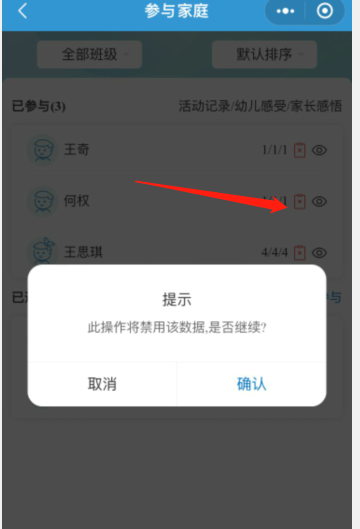 参与家庭
全部班级
默认排序
已参与(3) 活动记录/幼儿感受/家长感悟
王奇 1/1/1
何权
王思琪 4/4/4
提示
此操作将禁用该数据,是否继续?
取消 确认